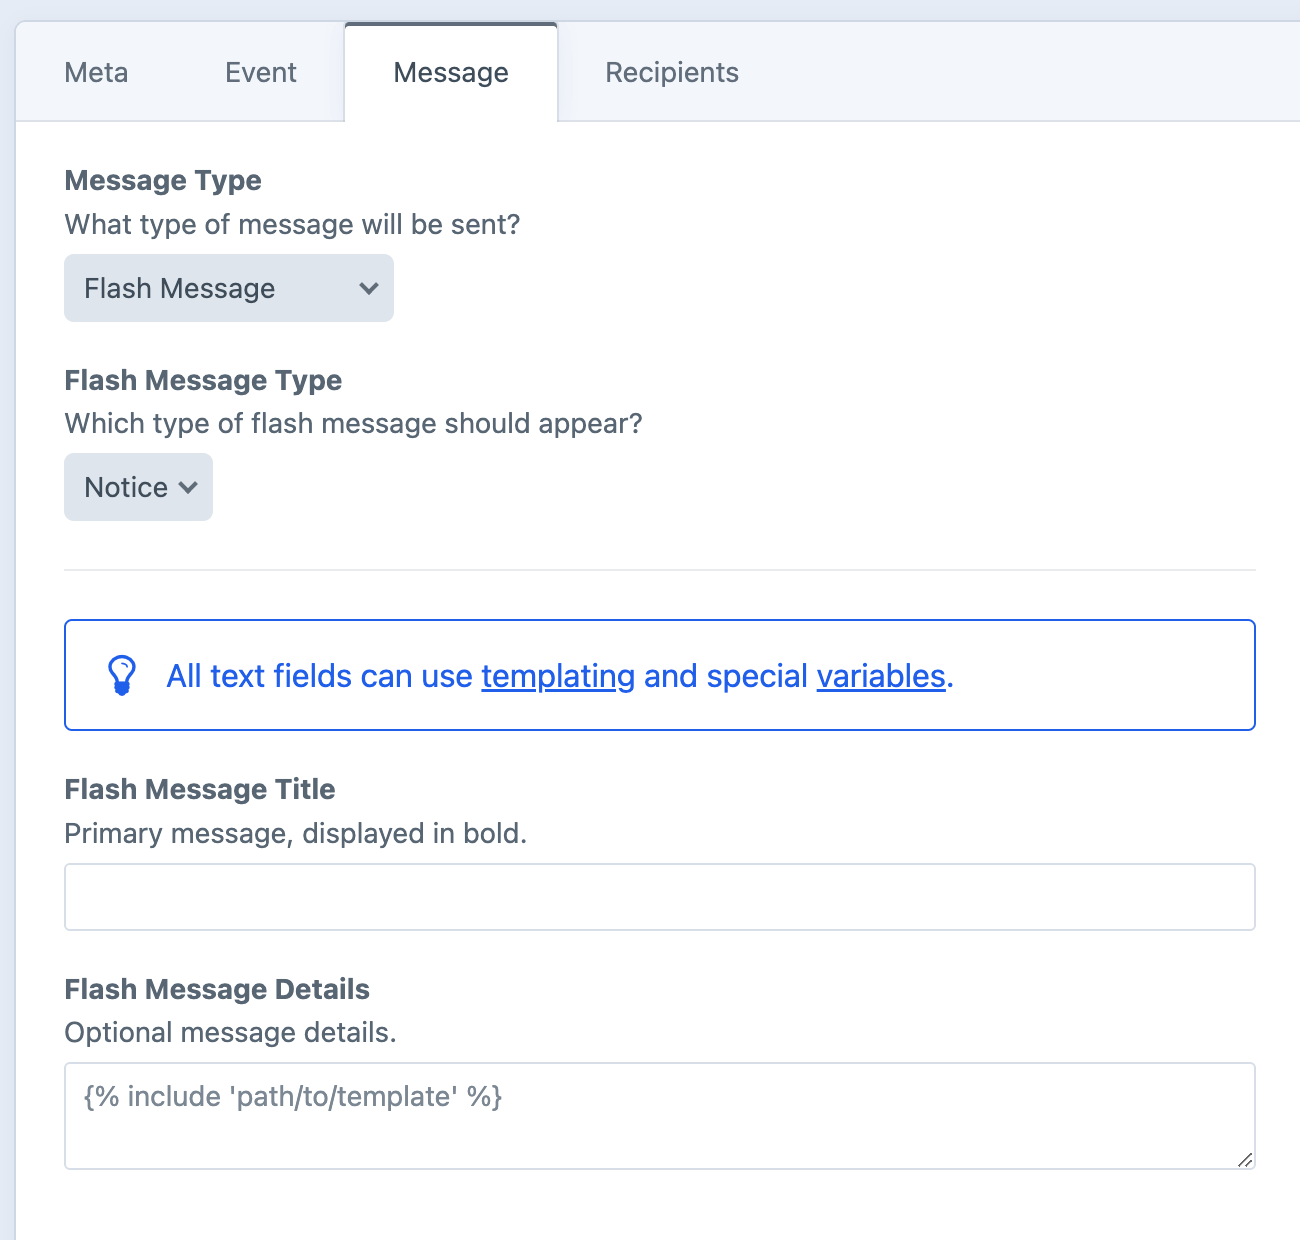 Meta Event Message Recipients
Message Type
What type of message will be sent?
Flash Message
Flash Message Type
Which type of flash message should appear?
Notice
All text fields can use templating and special variables.
Flash Message Title
Primary message, displayed in bold.
Flash Message Details
Optional message details.
{% include 'path/to/template' %}